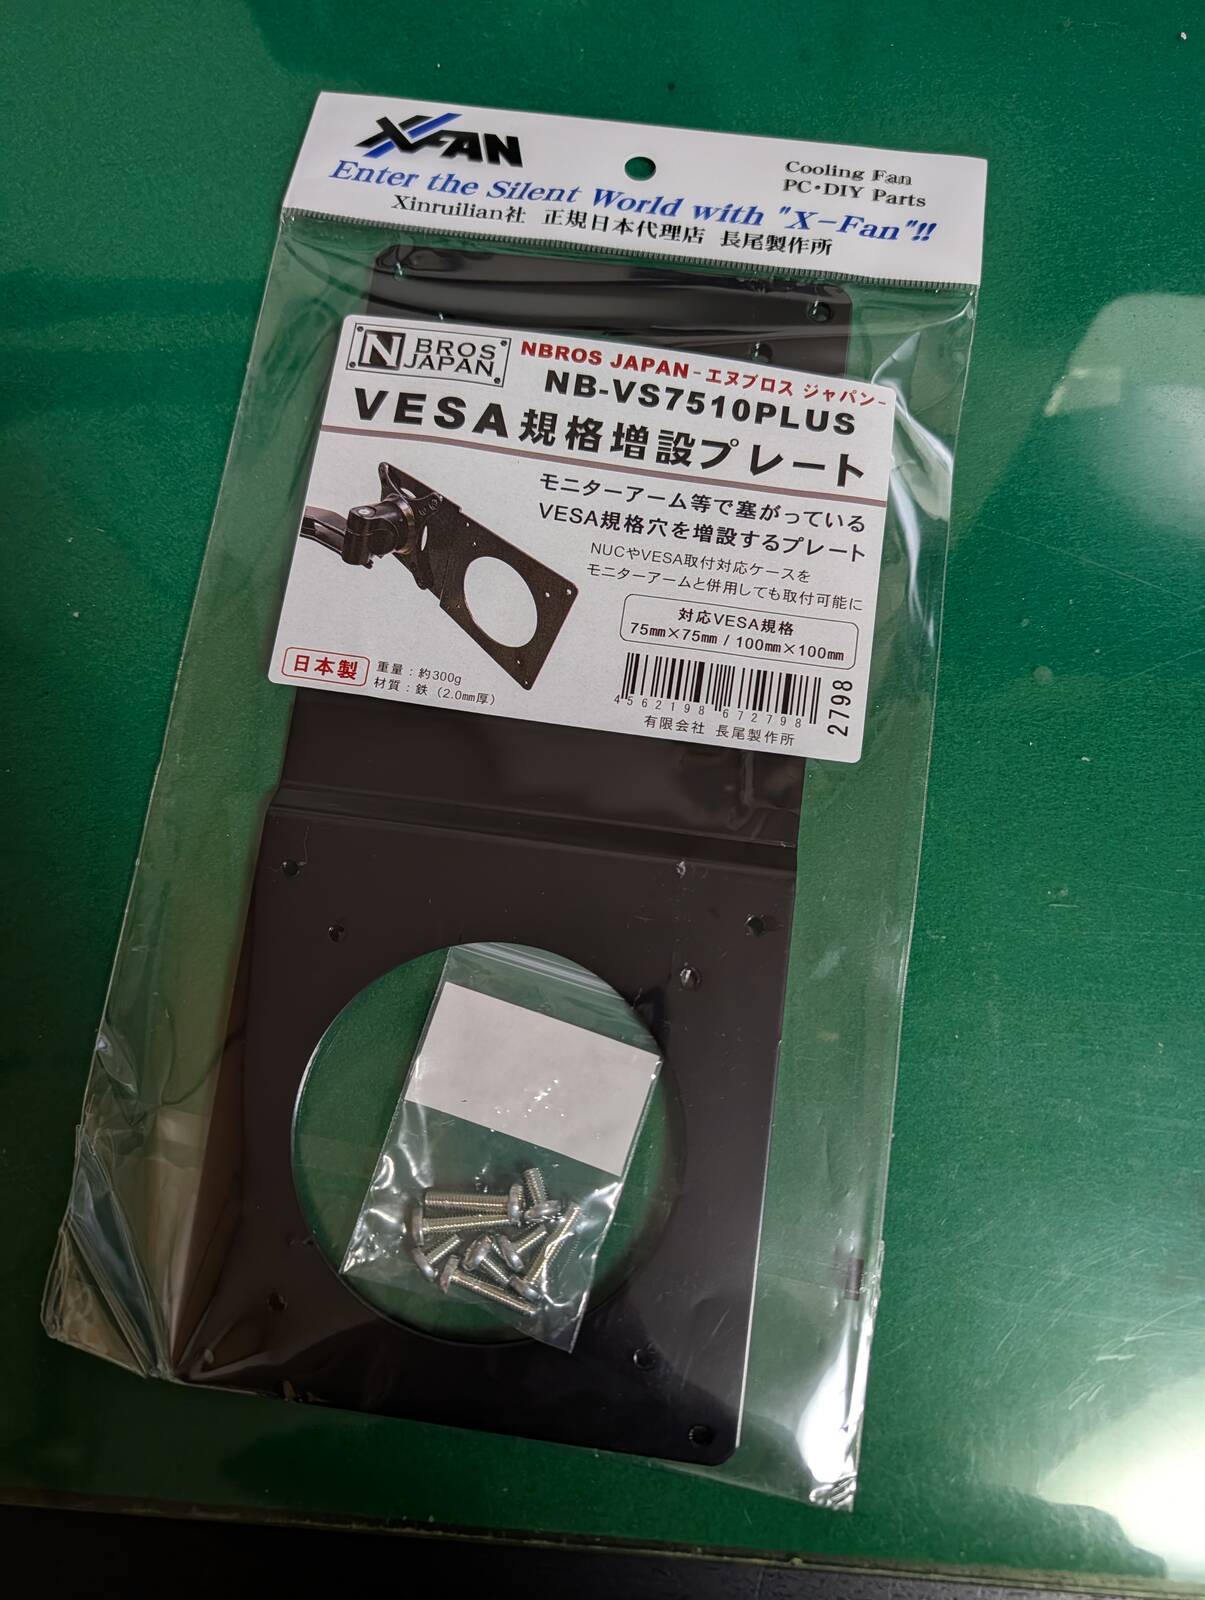 X-FAN
Cooling Fan
PC・DIY Parts
Enter the Silent World with "X-Fan"!!
Xinruilian社 正規日本代理店 長尾製作所
N BROS JAPAN
NBROS JAPAN-エヌブロス ジャパン-
NB-VS7510PLUS
VESA規格増設プレート
モニターアーム等で塞がっている
VESA規格穴を増設するプレート
NUCやVESA取付対応ケースを
モニターアームと併用しても取付可能に
対応VESA規格
75mm×75mm / 100mm×100mm
日本製
重量：約300g
材質：鉄（2.0mm厚）
4562198 672798
2798
有限会社 長尾製作所